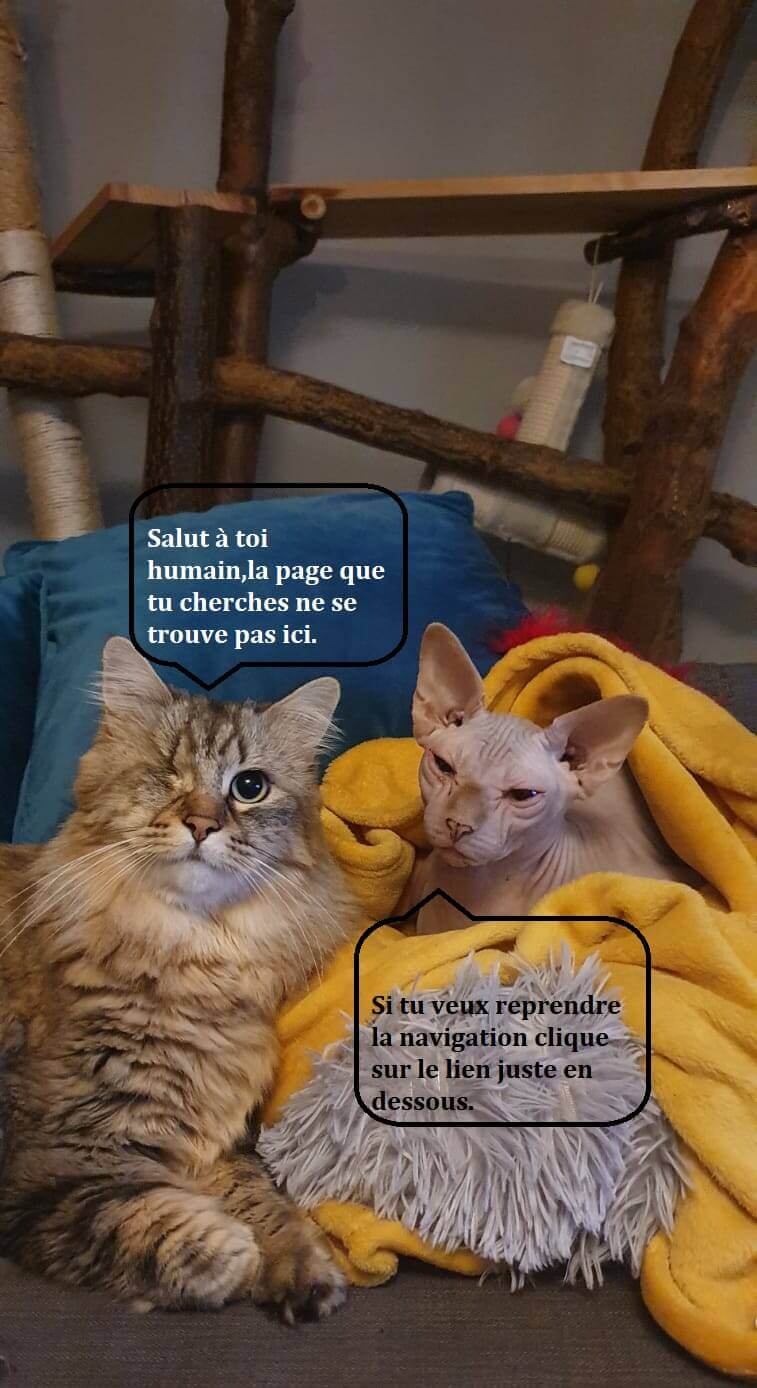 Salut à toi
humain,la page que
tu cherches ne se
trouve pas ici.
Si tu veux reprendre
la navigation clique
sur le lien juste en
dessous.